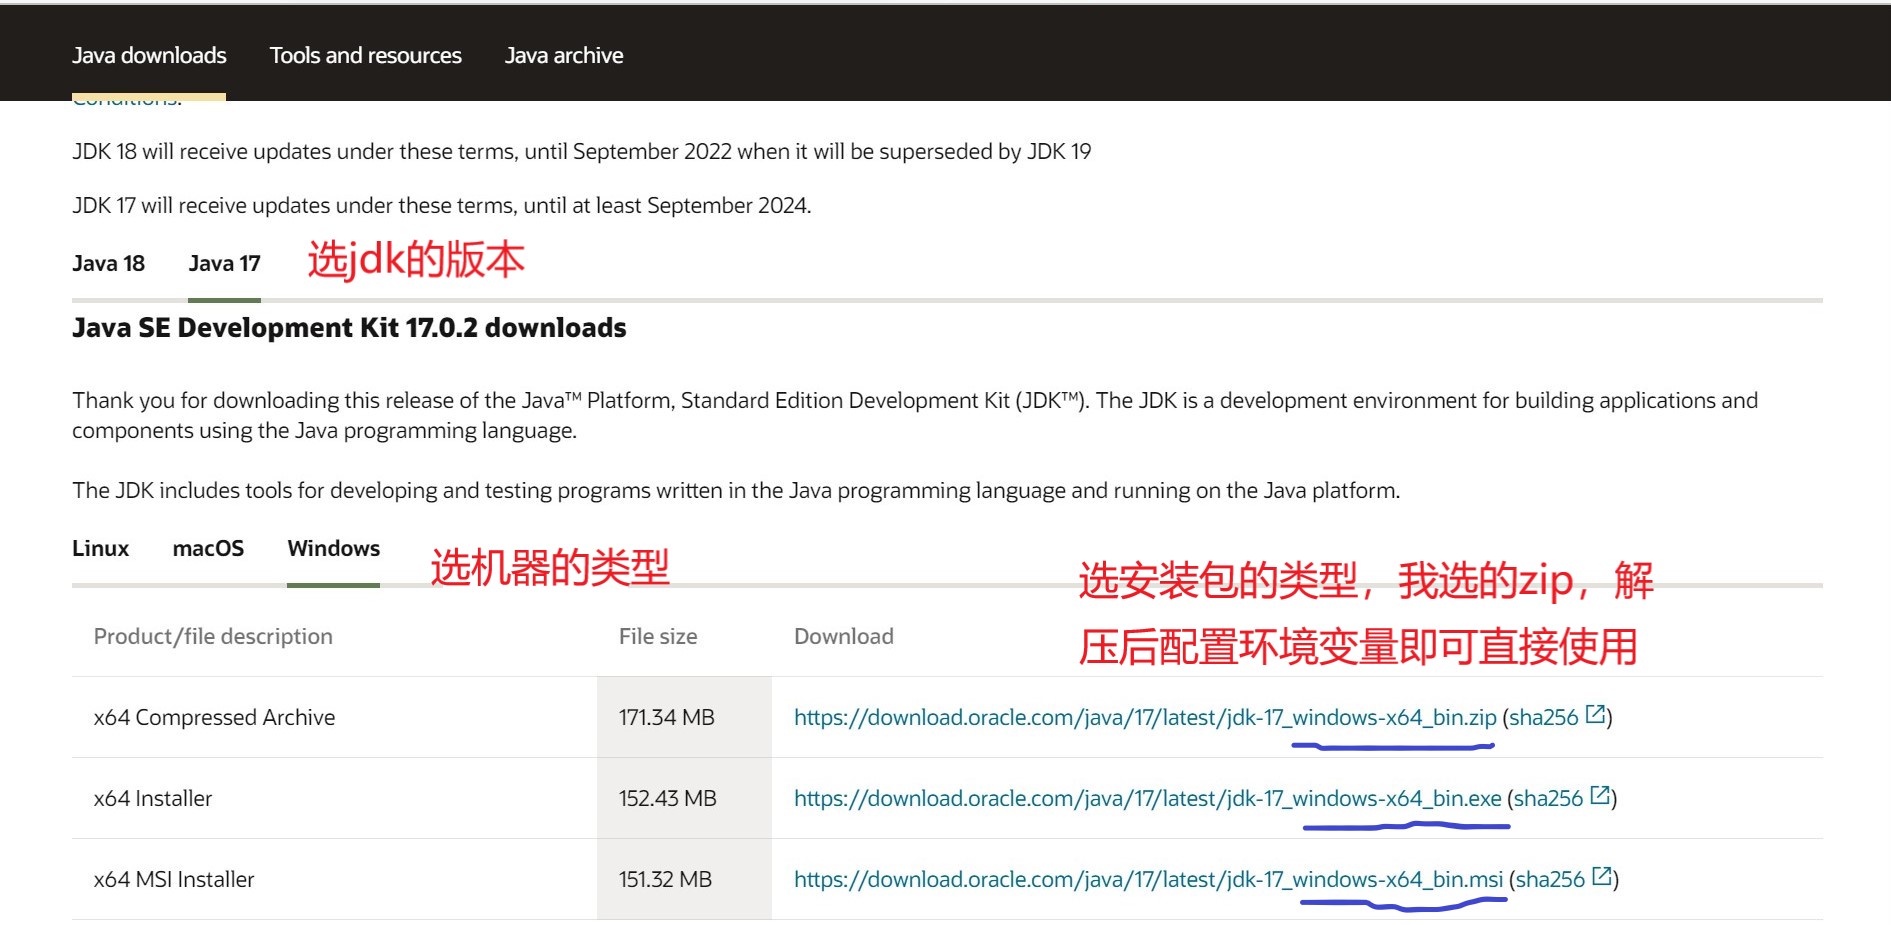 Java downloads Tools and resources Java archive
Conditions.
JDK 18 will receive updates under these terms, until September 2022 when it will be superseded by JDK 19
JDK 17 will receive updates under these terms, until at least September 2024.
Java 18 Java 17 选jdk的版本
Java SE Development Kit 17.0.2 downloads
Thank you for downloading this release of the Java™ Platform, Standard Edition Development Kit (JDK™). The JDK is a development environment for building applications and
components using the Java programming language.
The JDK includes tools for developing and testing programs written in the Java programming language and running on the Java platform.
Linux macOS Windows 选机器的类型
选安装包的类型，我选的zip，解
压后配置环境变量即可直接使用
Product/file description File size Download
x64 Compressed Archive 171.34 MB https://download.oracle.com/java/17/latest/jdk-17_windows-x64_bin.zip (sha256)
x64 Installer 152.43 MB https://download.oracle.com/java/17/latest/jdk-17_windows-x64_bin.exe (sha256)
x64 MSI Installer 151.32 MB https://download.oracle.com/java/17/latest/jdk-17_windows-x64_bin.msi (sha256)